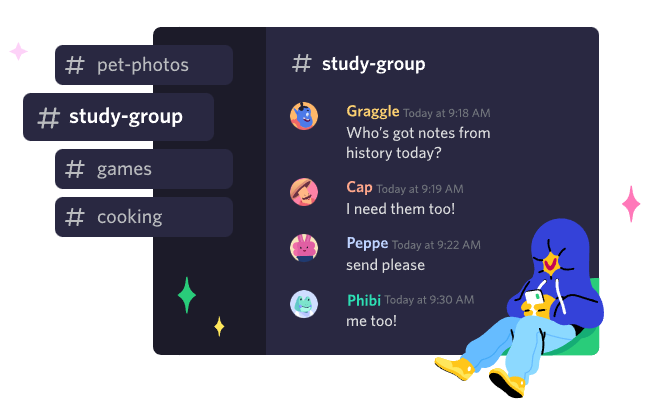 # pet-photos
# study-group
# games
# cooking
# study-group
Graggle Today at 9:18 AM
Who's got notes from
history today?
Cap Today at 9:19 AM
I need them too!
Peppe Today at 9:22 AM
send please
Phibi Today at 9:30 AM
me too!